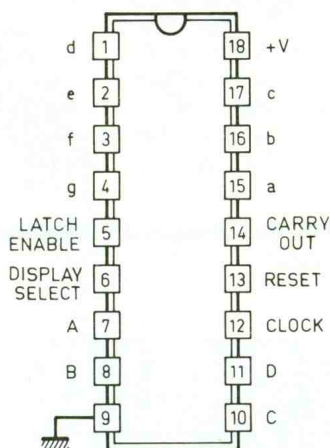 d 1 18 +V
e 2 17 c
f 3 16 b
g 4 15 a
LATCH
ENABLE 5 14 CARRY
OUT
DISPLAY
SELECT 6 13 RESET
A 7 12 CLOCK
B 8 11 D
9 10 C